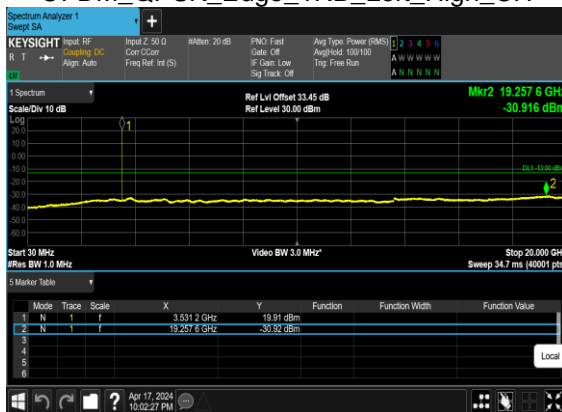 Spectrum Analyzer 1
Swept SA
KEYSIGHT Input: RF Input Z: 50 Ω #Atten: 20 dB PNO: Fast Avg Type: Power (RMS) 1 2 3 4 5 6
R T Coupling: DC Corr CCorr Gate: Off Avg|Hold: 100/100 A W W W W W
Align: Auto Freq Ref: Int (S) IF Gain: Low Trig: Free Run A N N N N N
LW Sig Track: Off
1 Spectrum Ref Lvl Offset 33.45 dB Mkr2 19.257 6 GHz
Scale/Div 10 dB Ref Level 30.00 dBm -30.916 dBm
Log
20.0 1
10.0
0.00
-10.0 DL1 -13.00 dBm
-20.0 2
-30.0
-40.0
-50.0
-60.0
Start 30 MHz Video BW 3.0 MHz* Stop 20.000 GHz
#Res BW 1.0 MHz Sweep 34.7 ms (40001 pts)
5 Marker Table
Mode Trace Scale X Y Function Function Width Function Value
1 N 1 f 3.531 2 GHz 19.91 dBm
2 N 1 f 19.257 6 GHz -30.92 dBm
3
4
5
6
Local
? Apr 17, 2024
10:02:27 PM